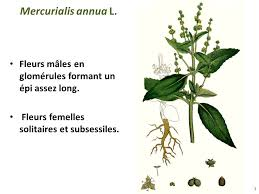 Mercurialis annua L.
• Fleurs mâles en
glomérules formant un
épi assez long.
• Fleurs femelles
solitaires et subsessiles.